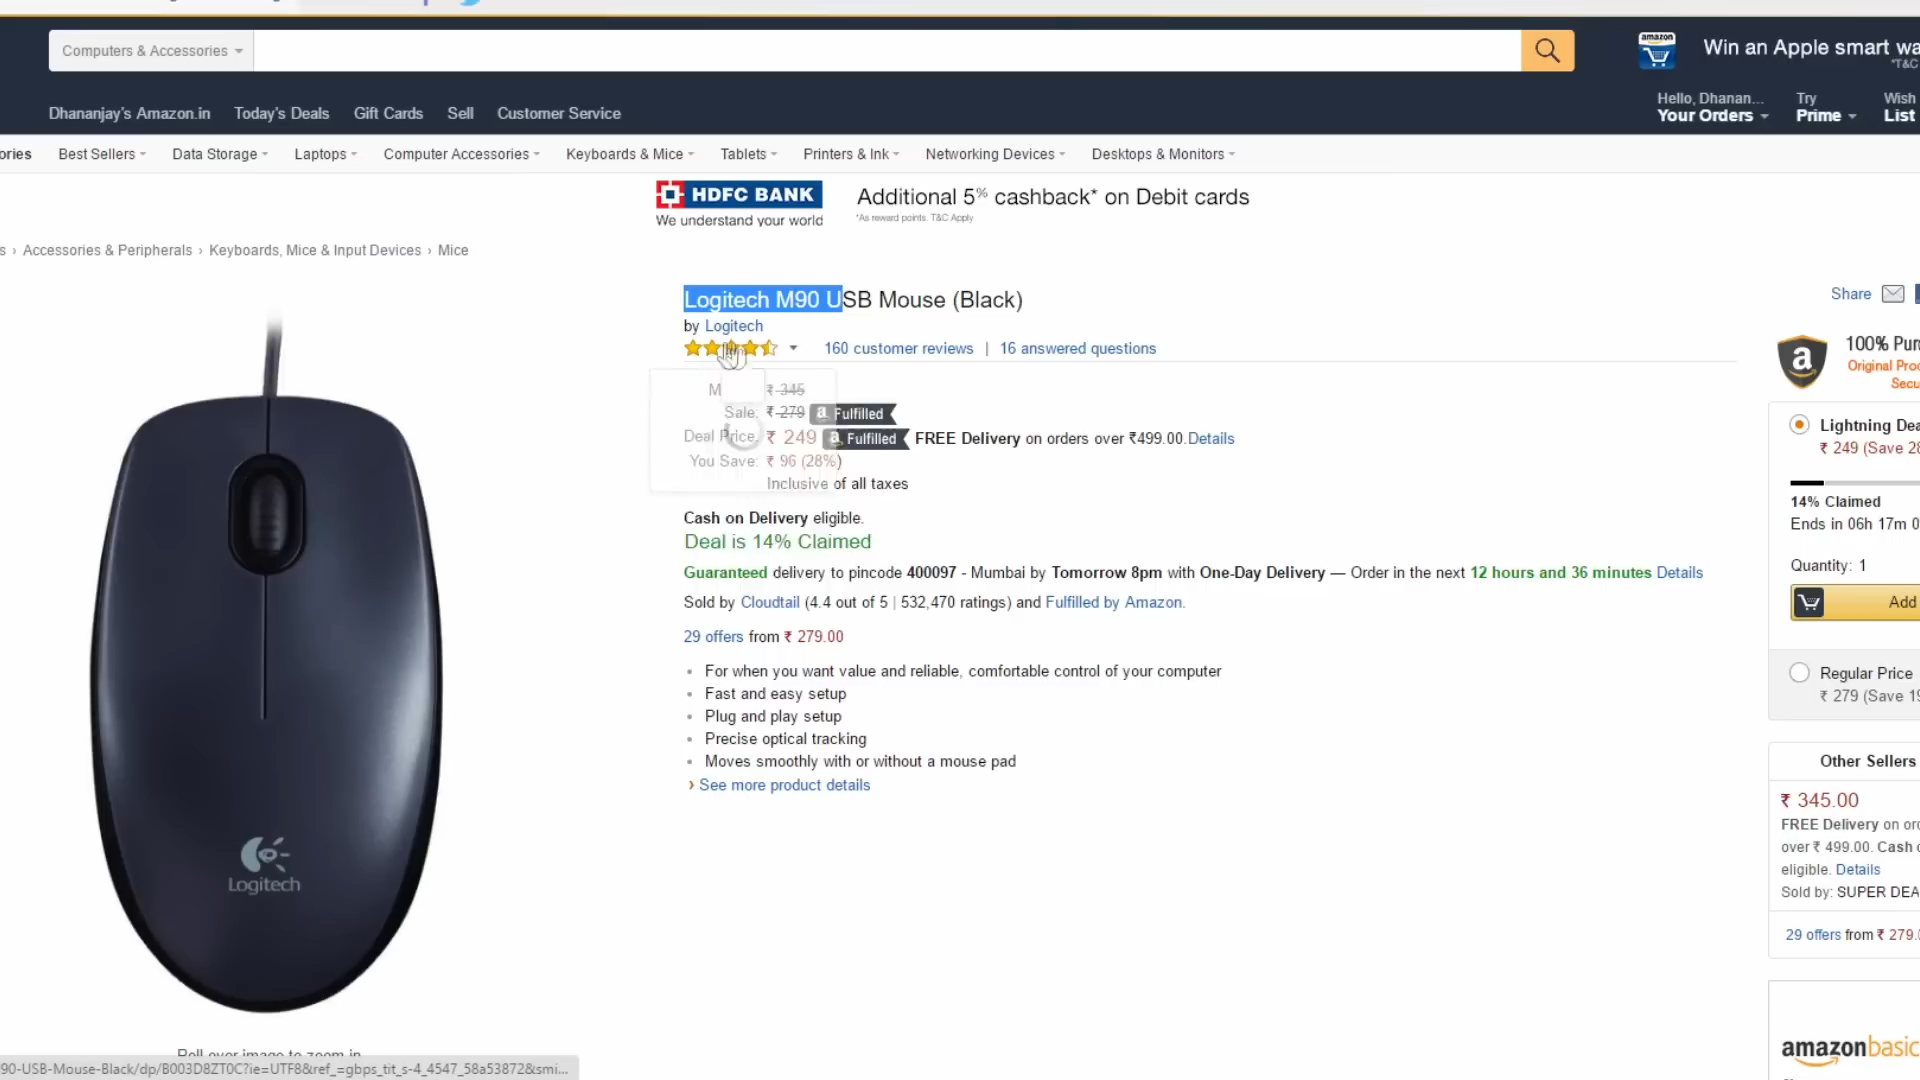 Computers & Accessories
amazon
Win an Apple smart wa
*T&C
Dhananjay's Amazon.in Today's Deals Gift Cards Sell Customer Service
Hello, Dhanan...
Your Orders
Try
Prime
Wish
List
ories Best Sellers Data Storage Laptops Computer Accessories Keyboards & Mice Tablets Printers & Ink Networking Devices Desktops & Monitors
HDFC BANK
We understand your world
Additional 5% cashback* on Debit cards
*As reward points. T&C Apply
s › Accessories & Peripherals › Keyboards, Mice & Input Devices › Mice
Logitech M90 USB Mouse (Black)
by Logitech
160 customer reviews | 16 answered questions
M ₹ 345
Sale: ₹ 279 a Fulfilled
Deal Price: ₹ 249 a Fulfilled FREE Delivery on orders over ₹499.00.Details
You Save: ₹ 96 (28%)
Inclusive of all taxes
Cash on Delivery eligible.
Deal is 14% Claimed
Guaranteed delivery to pincode 400097 - Mumbai by Tomorrow 8pm with One-Day Delivery — Order in the next 12 hours and 36 minutes Details
Sold by Cloudtail (4.4 out of 5 | 532,470 ratings) and Fulfilled by Amazon.
29 offers from ₹ 279.00
• For when you want value and reliable, comfortable control of your computer
• Fast and easy setup
• Plug and play setup
• Precise optical tracking
• Moves smoothly with or without a mouse pad
› See more product details
Logitech
Roll over image to zoom in
90-USB-Mouse-Black/dp/B003D8ZT0C?ie=UTF8&ref_=gbps_tit_s-4_4547_58a53872&smi...
Share
a
100% Pur
Original Pro
Secu
Lightning Dea
₹ 249 (Save 28
14% Claimed
Ends in 06h 17m 0
Quantity: 1
Add
Regular Price
₹ 279 (Save 19
Other Sellers
₹ 345.00
FREE Delivery on ord
over ₹ 499.00. Cash o
eligible. Details
Sold by: SUPER DEA
29 offers from ₹ 279.0
amazonbasic